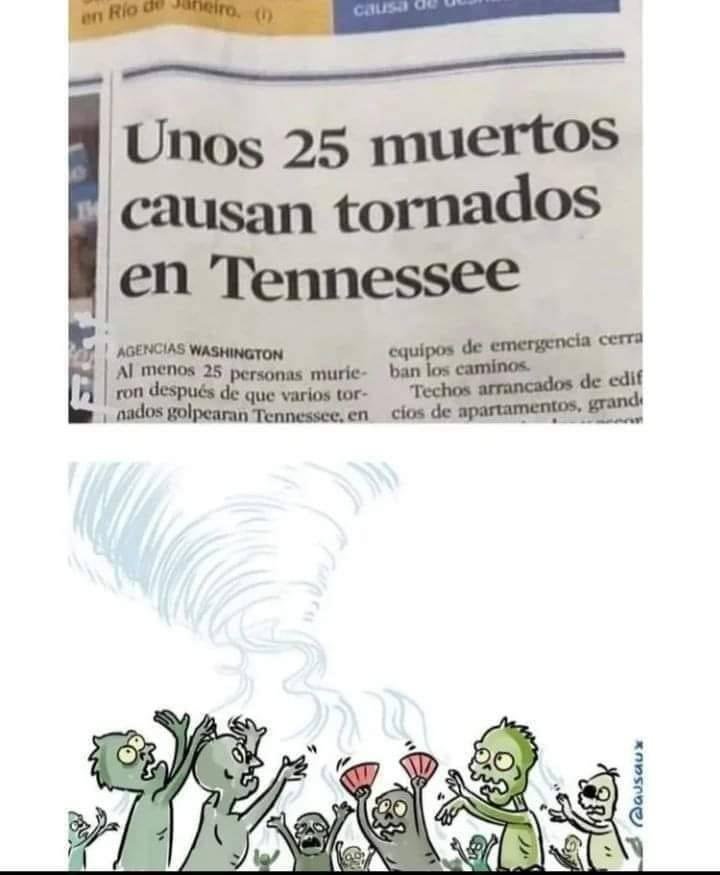 en Rio de Janeiro. (i)
causa de
Unos 25 muertos
causan tornados
en Tennessee
AGENCIAS WASHINGTON
Al menos 25 personas murie-
ron después de que varios tor-
nados golpearan Tennessee, en
equipos de emergencia cerra
ban los caminos.
Techos arrancados de edif
cios de apartamentos, grand
@ausaux